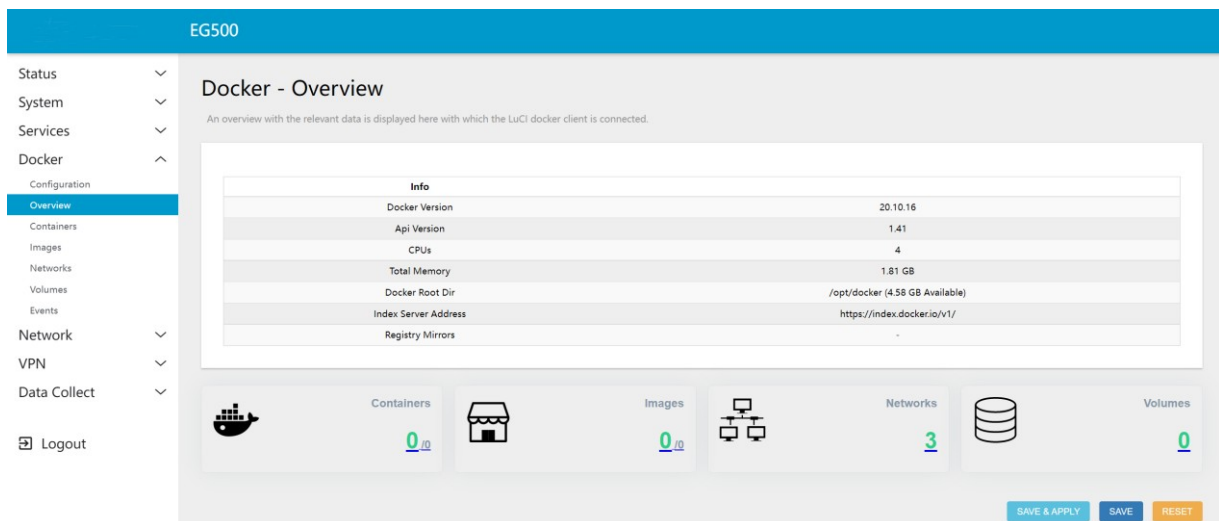 EG500
Status
System
Services
Docker
Configuration
Overview
Containers
Images
Networks
Volumes
Events
Network
VPN
Data Collect
Logout
Docker - Overview
An overview with the relevant data is displayed here with which the LuCI docker client is connected.
Info
Docker Version 20.10.16
Api Version 1.41
CPUs 4
Total Memory 1.81 GB
Docker Root Dir /opt/docker (4.58 GB Available)
Index Server Address https://index.docker.io/v1/
Registry Mirrors -
Containers
0/0
Images
0/0
Networks
3
Volumes
0
SAVE & APPLY SAVE RESET